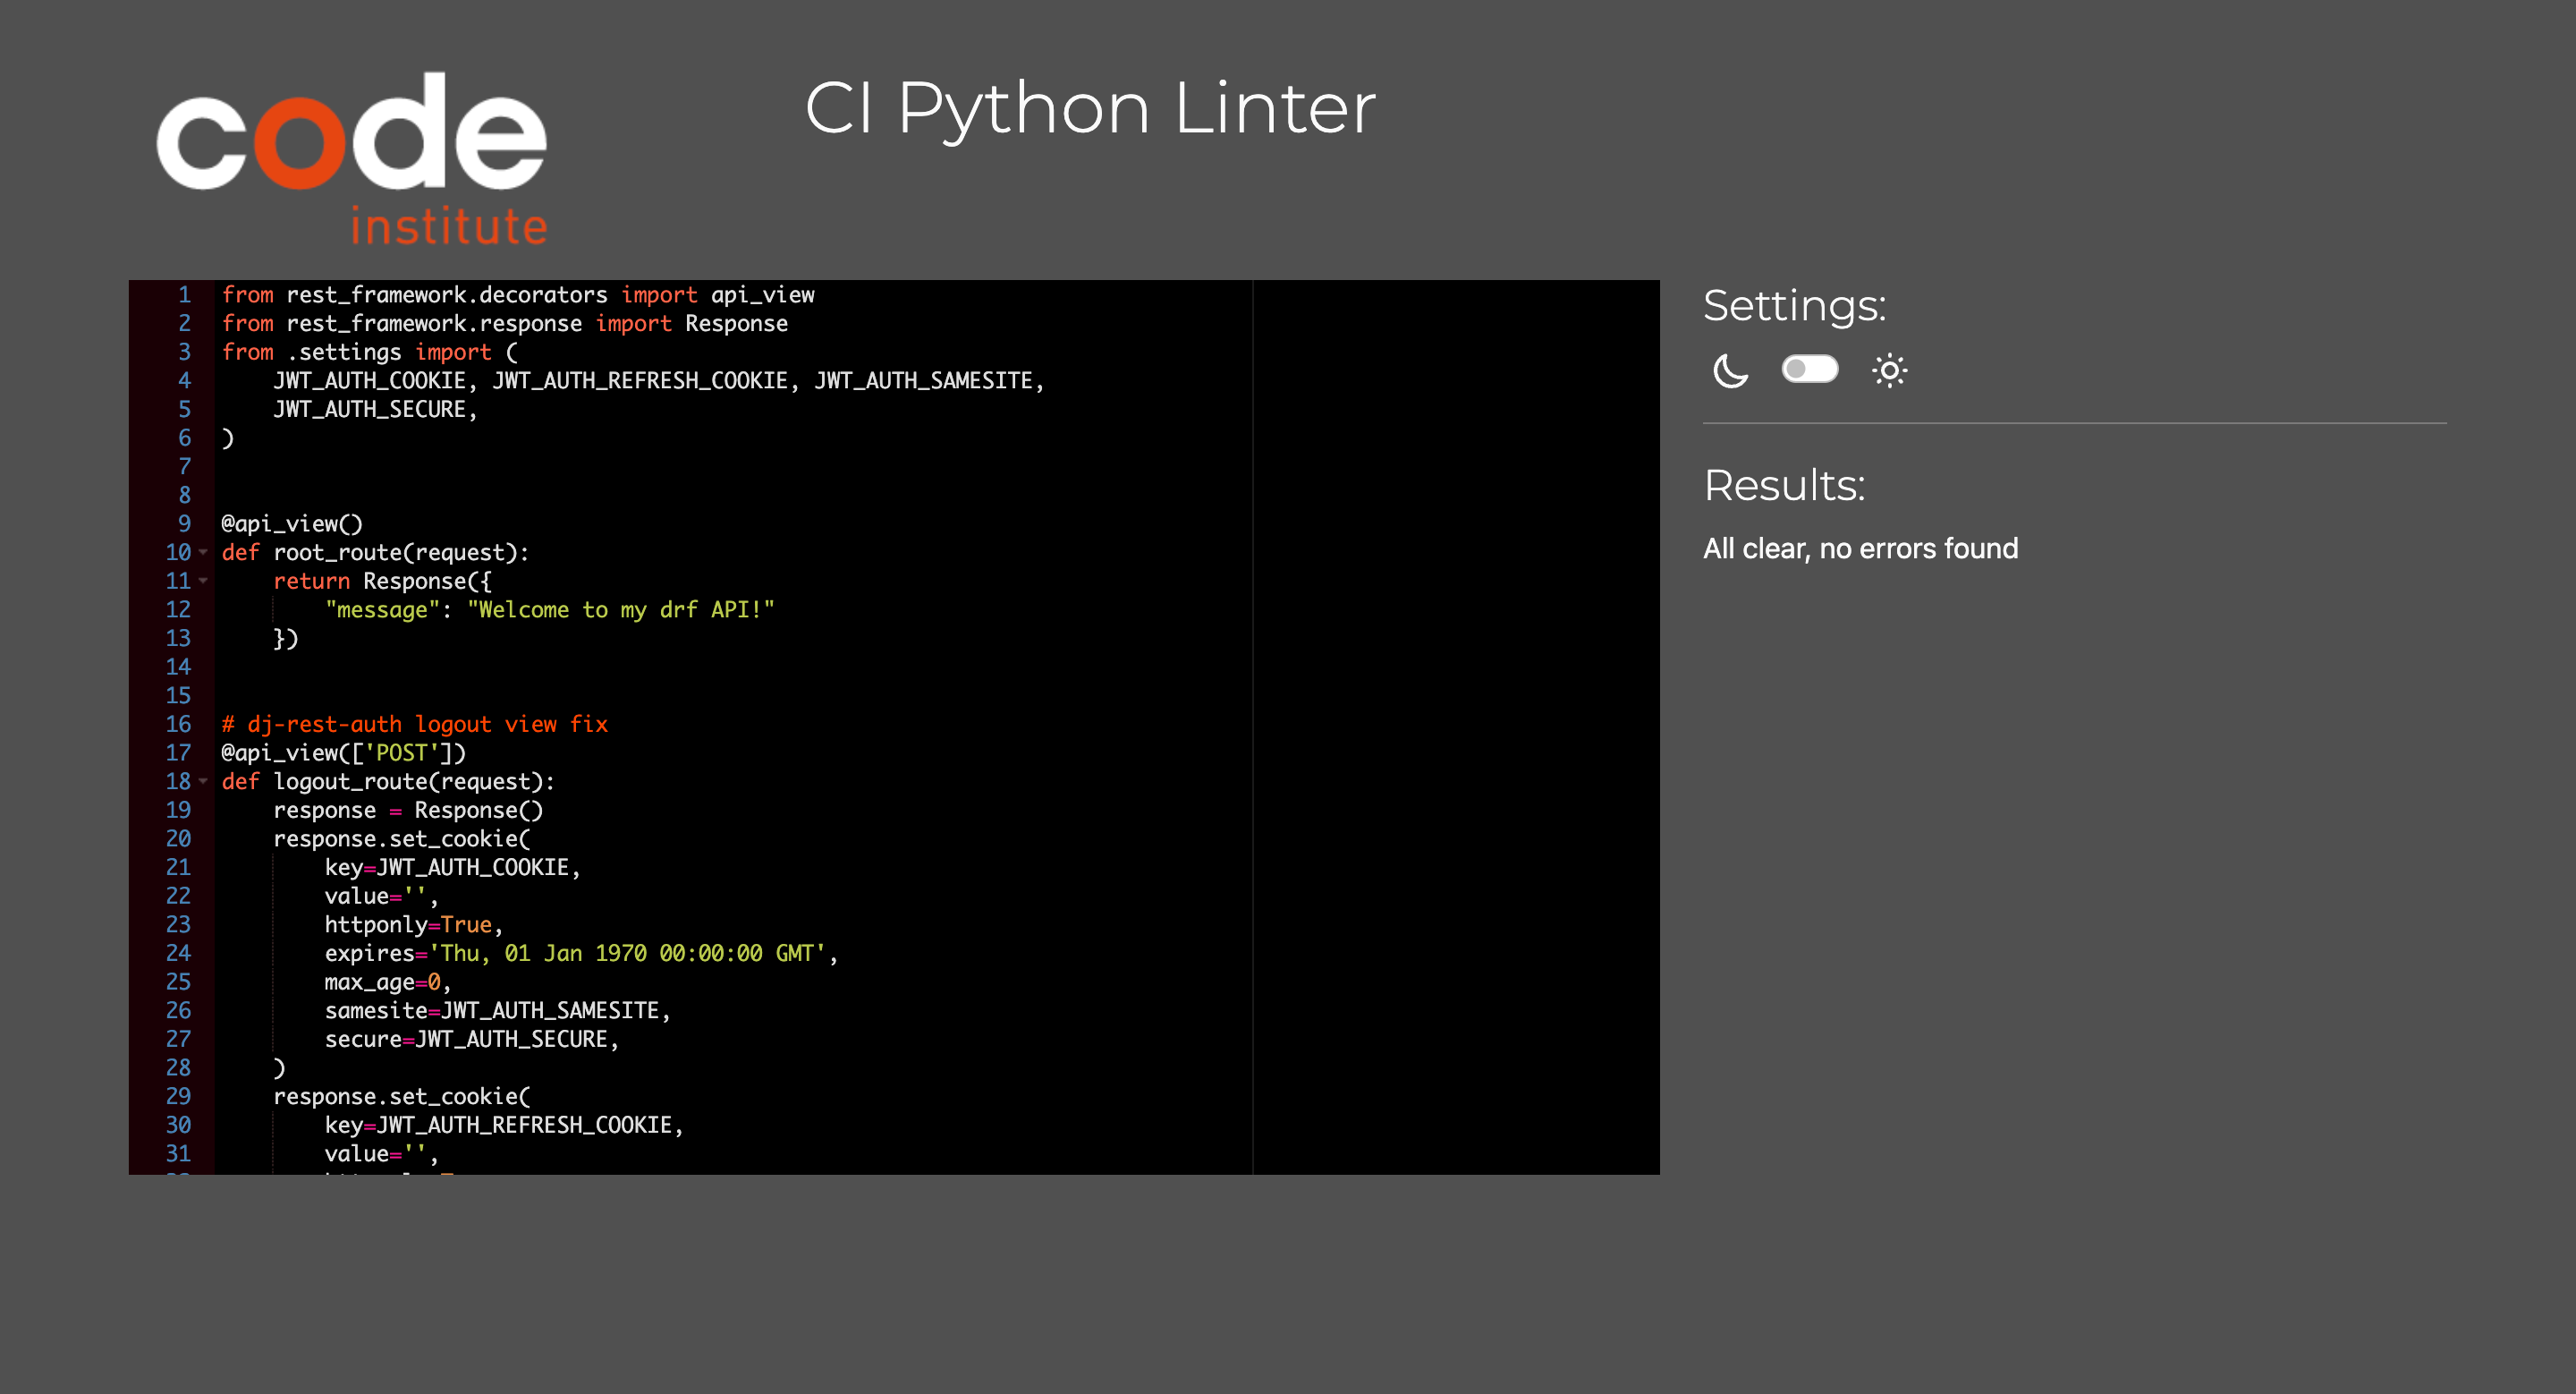 code
institute
CI Python Linter
1 from rest_framework.decorators import api_view
2 from rest_framework.response import Response
3 from .settings import (
4     JWT_AUTH_COOKIE, JWT_AUTH_REFRESH_COOKIE, JWT_AUTH_SAMESITE,
5     JWT_AUTH_SECURE,
6 )
7
8
9 @api_view()
10 def root_route(request):
11     return Response({
12         "message": "Welcome to my drf API!"
13     })
14
15
16 # dj-rest-auth logout view fix
17 @api_view(['POST'])
18 def logout_route(request):
19     response = Response()
20     response.set_cookie(
21         key=JWT_AUTH_COOKIE,
22         value='',
23         httponly=True,
24         expires='Thu, 01 Jan 1970 00:00:00 GMT',
25         max_age=0,
26         samesite=JWT_AUTH_SAMESITE,
27         secure=JWT_AUTH_SECURE,
28     )
29     response.set_cookie(
30         key=JWT_AUTH_REFRESH_COOKIE,
31         value='',
Settings:
Results:
All clear, no errors found